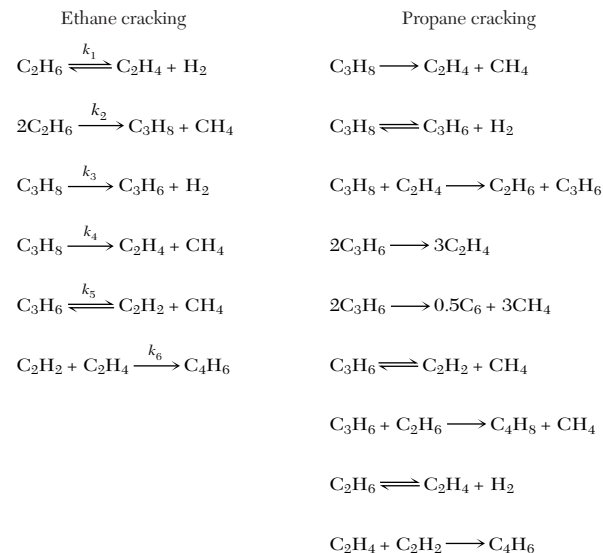 Ethane cracking
C₂H₆ ⇌ C₂H₄ + H₂ k₁
2C₂H₆ ⟶ C₃H₈ + CH₄ k₂
C₃H₈ ⟶ C₃H₆ + H₂ k₃
C₃H₈ ⟶ C₂H₄ + CH₄ k₄
C₃H₆ ⇌ C₂H₂ + CH₄ k₅
C₂H₂ + C₂H₄ ⟶ C₄H₆ k₆
Propane cracking
C₃H₈ ⟶ C₂H₄ + CH₄
C₃H₈ ⇌ C₃H₆ + H₂
C₃H₈ + C₂H₄ ⟶ C₂H₆ + C₃H₆
2C₃H₆ ⟶ 3C₂H₄
2C₃H₆ ⟶ 0.5C₆ + 3CH₄
C₃H₆ ⇌ C₂H₂ + CH₄
C₃H₆ + C₂H₆ ⟶ C₄H₈ + CH₄
C₂H₆ ⇌ C₂H₄ + H₂
C₂H₄ + C₂H₂ ⟶ C₄H₆